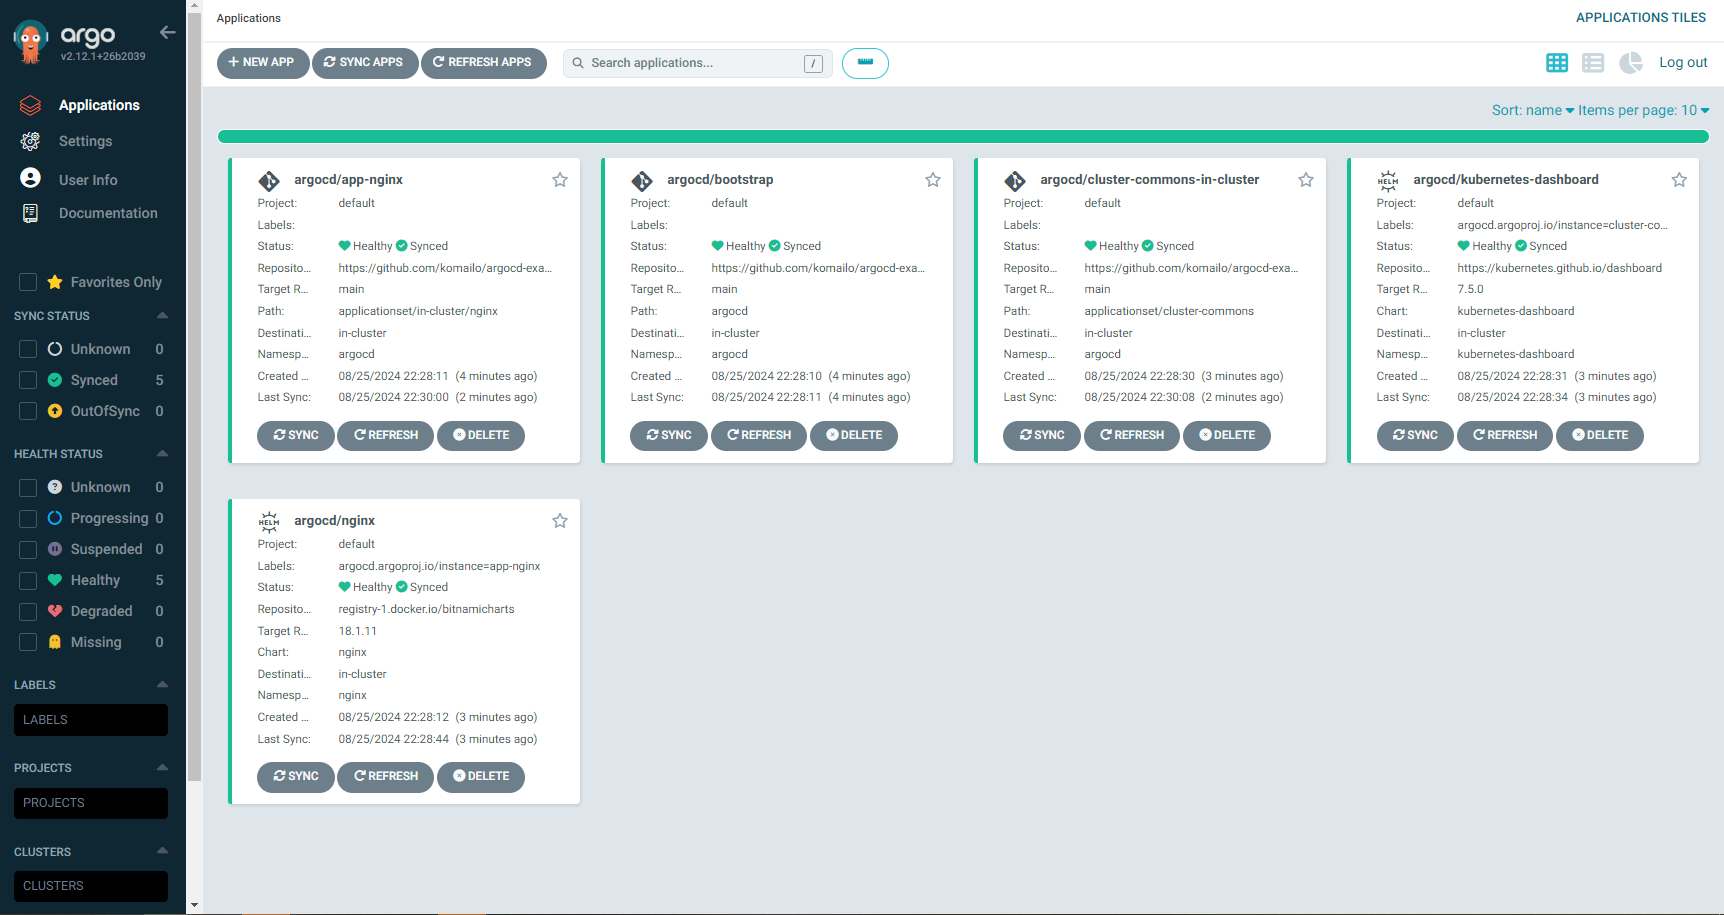 argo
v2.12.1+26b2039
Applications
Settings
User Info
Documentation
Favorites Only
SYNC STATUS
Unknown 0
Synced 5
OutOfSync 0
HEALTH STATUS
Unknown 0
Progressing 0
Suspended 0
Healthy 5
Degraded 0
Missing 0
LABELS
LABELS
PROJECTS
PROJECTS
CLUSTERS
CLUSTERS
Applications
APPLICATIONS TILES
+ NEW APP SYNC APPS REFRESH APPS Search applications... / Log out
Sort: name Items per page: 10
argocd/app-nginx
Project: default
Labels:
Status: Healthy Synced
Reposito... https://github.com/komailo/argocd-exa...
Target R... main
Path: applicationset/in-cluster/nginx
Destinati... in-cluster
Namesp... argocd
Created ... 08/25/2024 22:28:11 (4 minutes ago)
Last Sync: 08/25/2024 22:30:00 (2 minutes ago)
SYNC REFRESH DELETE
argocd/bootstrap
Project: default
Labels:
Status: Healthy Synced
Reposito... https://github.com/komailo/argocd-exa...
Target R... main
Path: argocd
Destinati... in-cluster
Namesp... argocd
Created ... 08/25/2024 22:28:10 (4 minutes ago)
Last Sync: 08/25/2024 22:28:11 (4 minutes ago)
SYNC REFRESH DELETE
argocd/cluster-commons-in-cluster
Project: default
Labels:
Status: Healthy Synced
Reposito... https://github.com/komailo/argocd-exa...
Target R... main
Path: applicationset/cluster-commons
Destinati... in-cluster
Namesp... argocd
Created ... 08/25/2024 22:28:30 (3 minutes ago)
Last Sync: 08/25/2024 22:30:08 (2 minutes ago)
SYNC REFRESH DELETE
HELM
argocd/kubernetes-dashboard
Project: default
Labels: argocd.argoproj.io/instance=cluster-co...
Status: Healthy Synced
Reposito... https://kubernetes.github.io/dashboard
Target R... 7.5.0
Chart: kubernetes-dashboard
Destinati... in-cluster
Namesp... kubernetes-dashboard
Created ... 08/25/2024 22:28:31 (3 minutes ago)
Last Sync: 08/25/2024 22:28:34 (3 minutes ago)
SYNC REFRESH DELETE
HELM
argocd/nginx
Project: default
Labels: argocd.argoproj.io/instance=app-nginx
Status: Healthy Synced
Reposito... registry-1.docker.io/bitnamicharts
Target R... 18.1.11
Chart: nginx
Destinati... in-cluster
Namesp... nginx
Created ... 08/25/2024 22:28:12 (3 minutes ago)
Last Sync: 08/25/2024 22:28:44 (3 minutes ago)
SYNC REFRESH DELETE